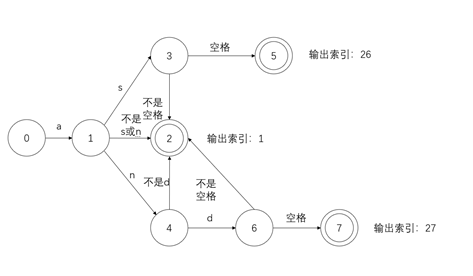 3
空格
5
输出索引：26
s
不是
空格
a
不是
s或n
0
1
2
输出索引：1
n
不是d
不是
空格
4
d
6
空格
7
输出索引：27